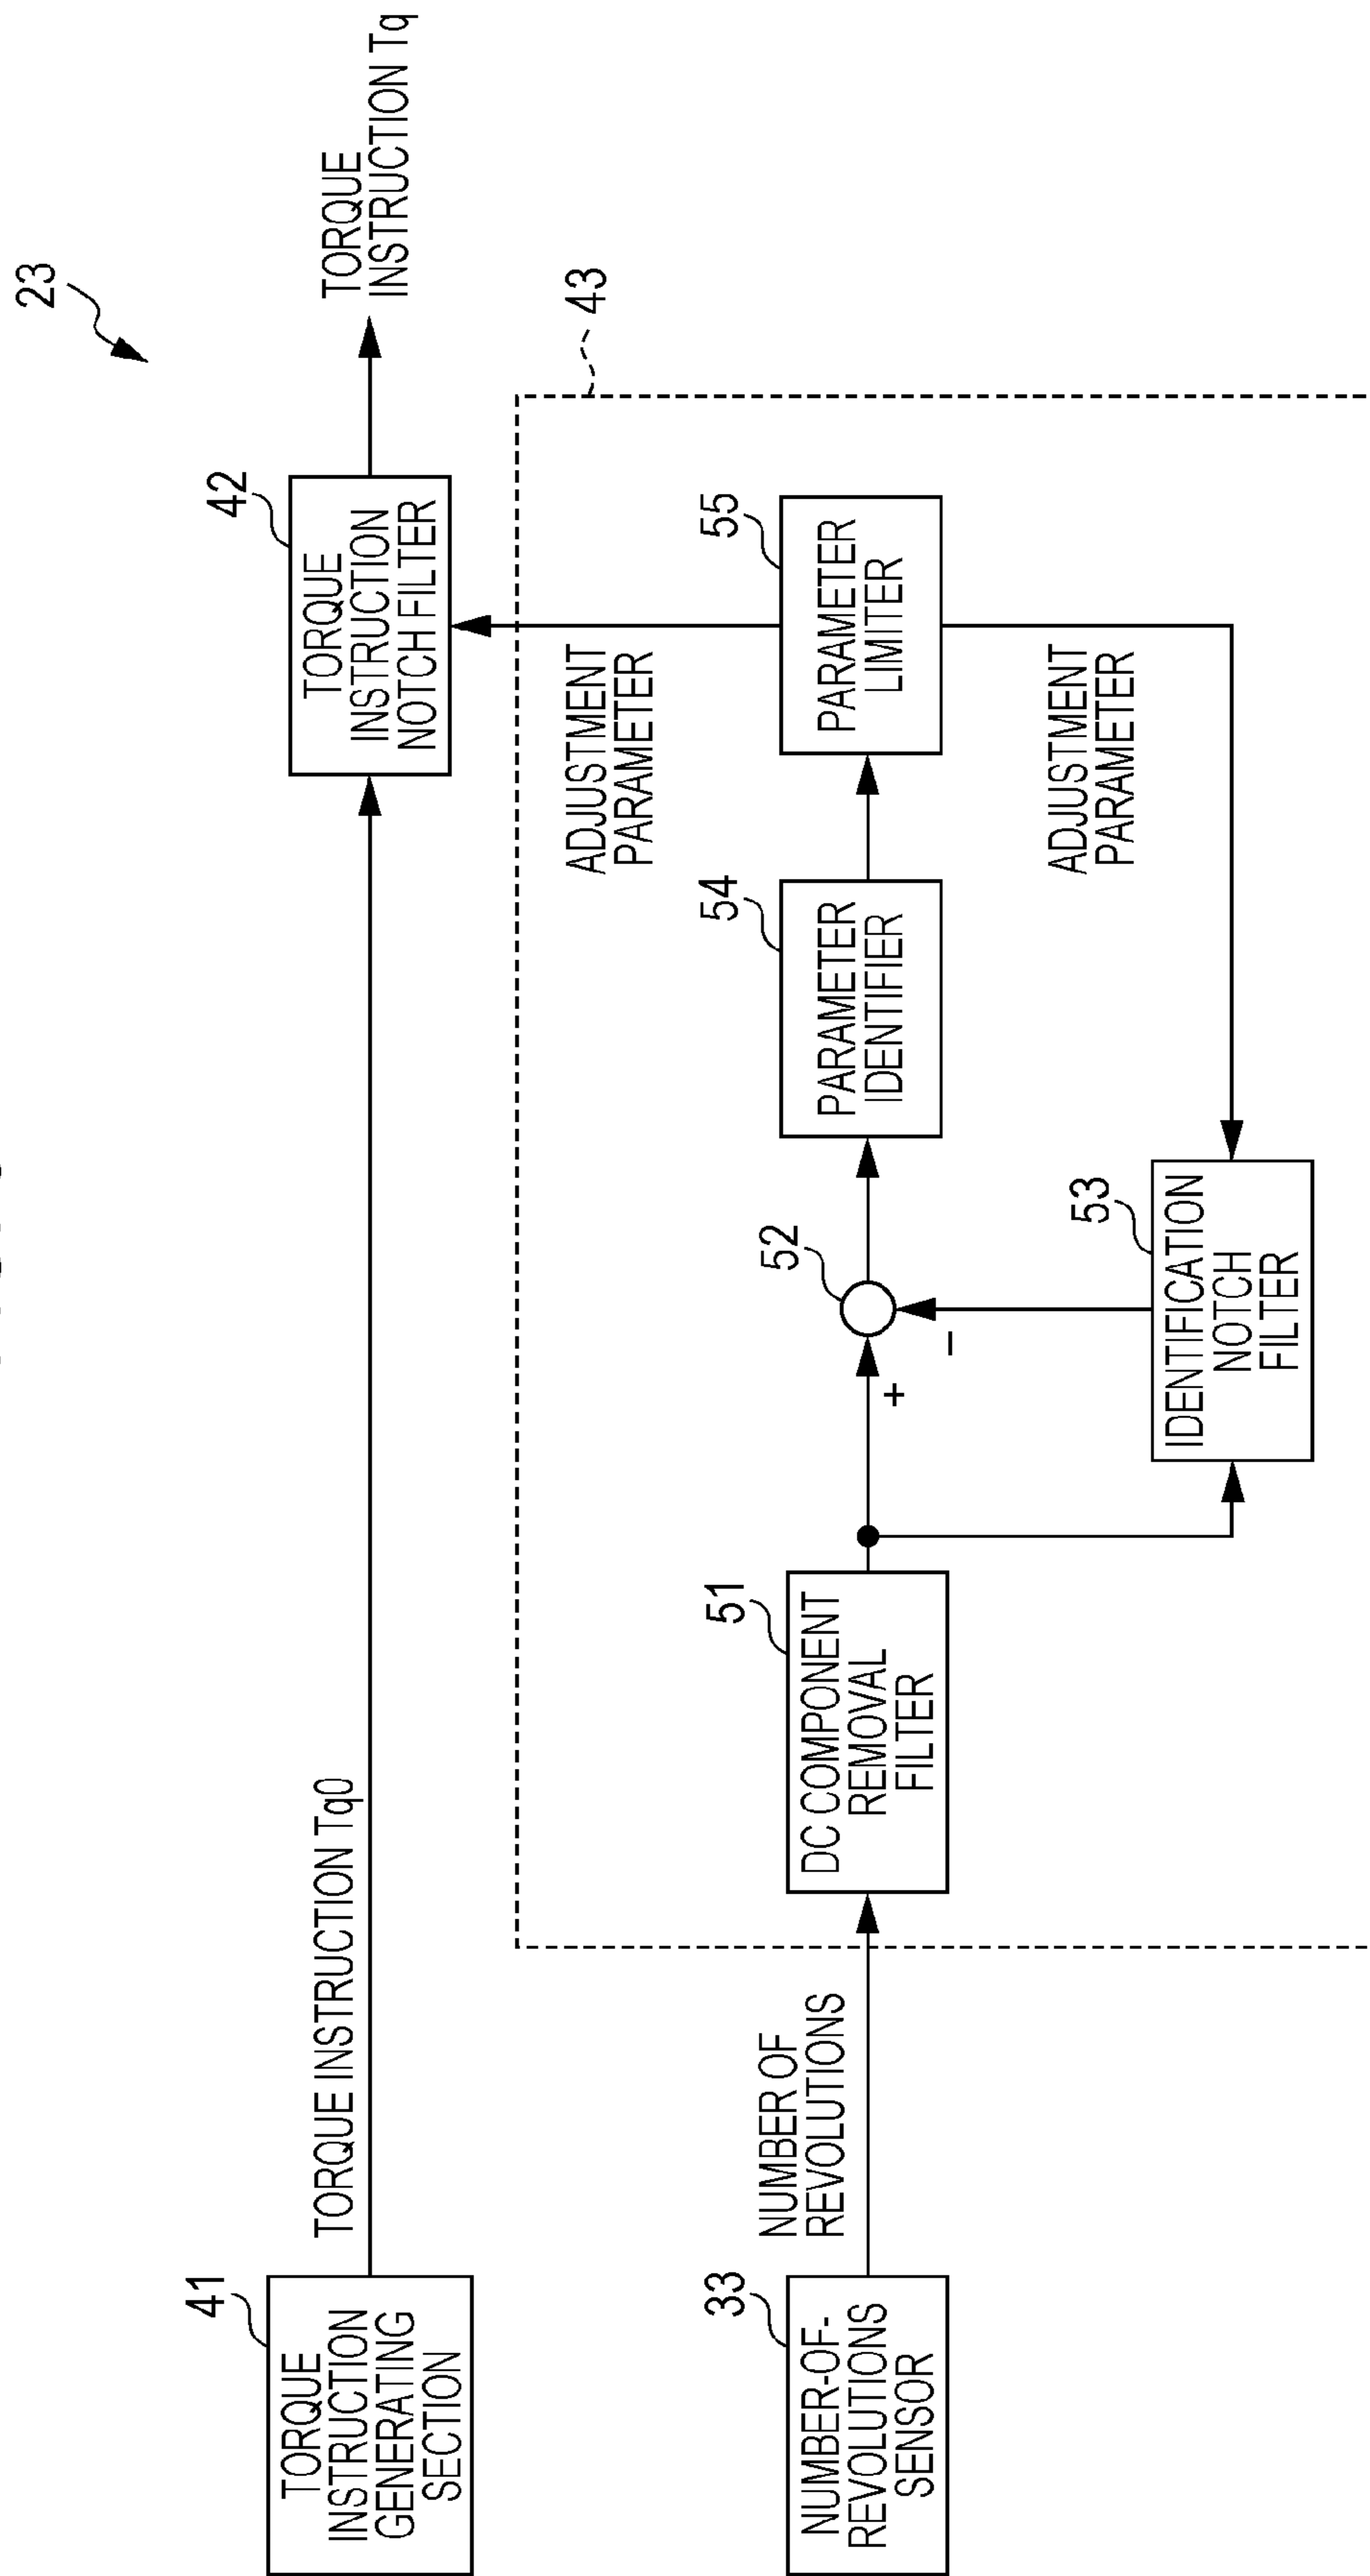 23
41
TORQUE
INSTRUCTION
GENERATING
SECTION
TORQUE INSTRUCTION Tq0
42
TORQUE
INSTRUCTION
NOTCH FILTER
TORQUE
INSTRUCTION Tq
43
33
NUMBER-OF-
REVOLUTIONS
SENSOR
NUMBER OF
REVOLUTIONS
51
DC COMPONENT
REMOVAL
FILTER
+
−
52
54
PARAMETER
IDENTIFIER
55
PARAMETER
LIMITER
ADJUSTMENT
PARAMETER
ADJUSTMENT
PARAMETER
53
IDENTIFICATION
NOTCH
FILTER